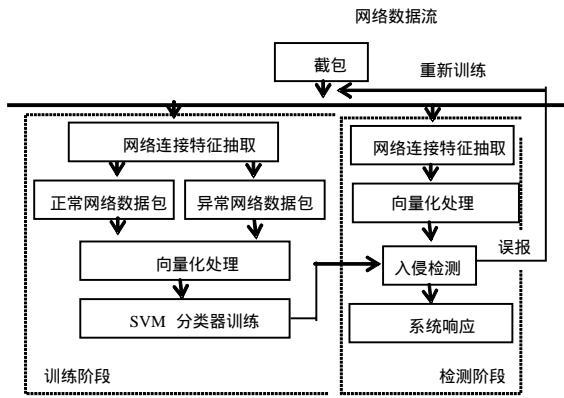 网络数据流
截包
重新训练
网络连接特征抽取
正常网络数据包
异常网络数据包
向量化处理
SVM 分类器训练
训练阶段
网络连接特征抽取
向量化处理
入侵检测
误报
系统响应
检测阶段